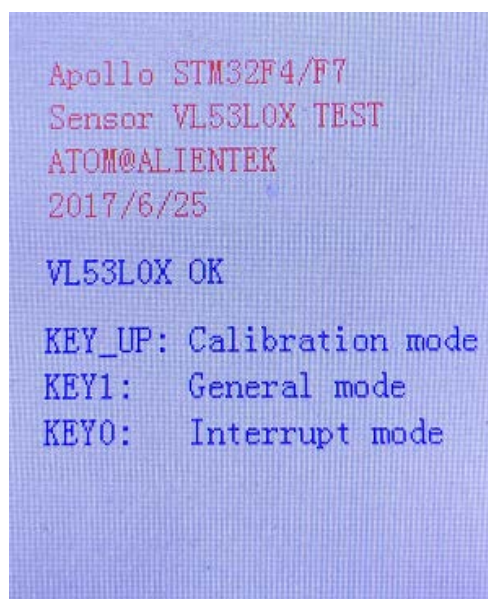 Apollo STM32F4/F7
Sensor VL53L0X TEST
ATOM@ALIENTEK
2017/6/25
VL53L0X OK
KEY_UP: Calibration mode
KEY1: General mode
KEY0: Interrupt mode